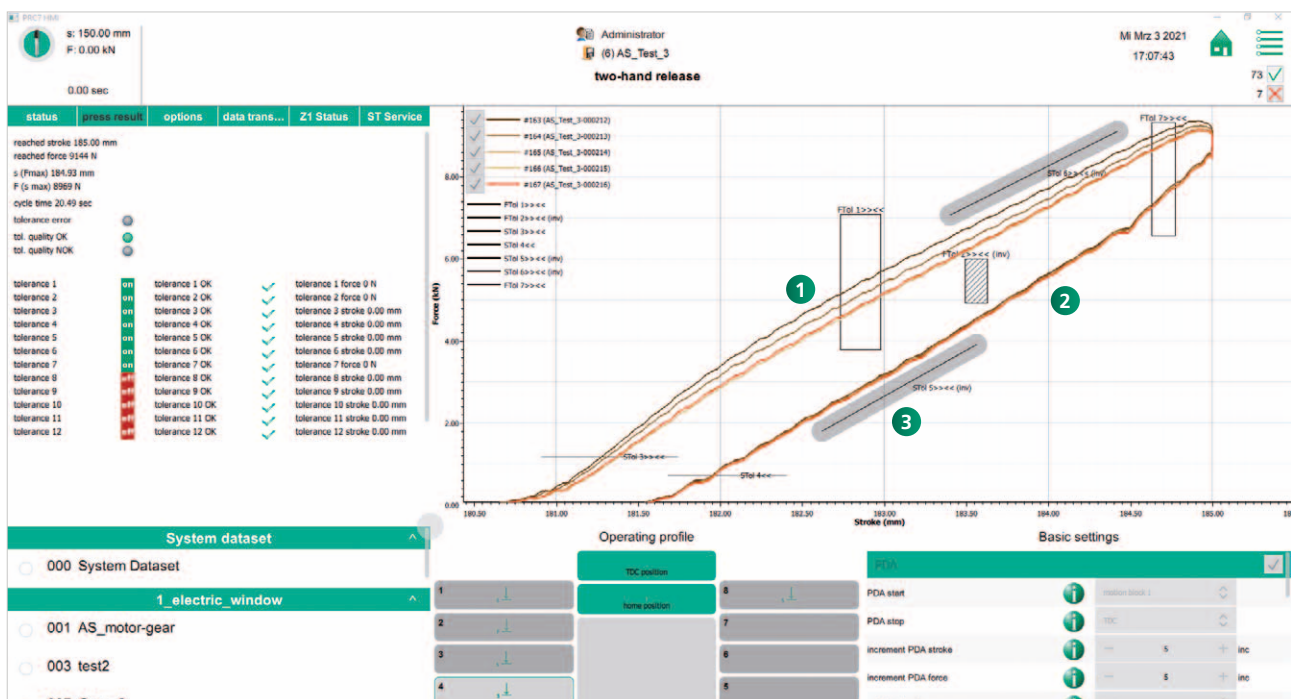 PRC7 HMI
s: 150.00 mm
F: 0.00 kN
0.00 sec
Administrator
(6) AS_Test_3
two-hand release
Mi Mrz 3 2021
17:07:43
73
7
status press result options data trans... Z1 Status ST Service
reached stroke 185.00 mm
reached force 9144 N
s (Fmax) 184.93 mm
F (s max) 8969 N
cycle time 20.49 sec
tolerance error
tol. quality OK
tol. quality NOK
tolerance 1 on tolerance 1 OK tolerance 1 force 0 N
tolerance 2 on tolerance 2 OK tolerance 2 force 0 N
tolerance 3 on tolerance 3 OK tolerance 3 stroke 0.00 mm
tolerance 4 on tolerance 4 OK tolerance 4 stroke 0.00 mm
tolerance 5 on tolerance 5 OK tolerance 5 stroke 0.00 mm
tolerance 6 on tolerance 6 OK tolerance 6 stroke 0.00 mm
tolerance 7 on tolerance 7 OK tolerance 7 force 0 N
tolerance 8 off tolerance 8 OK tolerance 8 stroke 0.00 mm
tolerance 9 off tolerance 9 OK tolerance 9 stroke 0.00 mm
tolerance 10 off tolerance 10 OK tolerance 10 stroke 0.00 mm
tolerance 11 off tolerance 11 OK tolerance 11 stroke 0.00 mm
tolerance 12 off tolerance 12 OK tolerance 12 stroke 0.00 mm
#163 (AS_Test_3-000212)
#164 (AS_Test_3-000213)
#165 (AS_Test_3-000214)
#166 (AS_Test_3-000215)
#167 (AS_Test_3-000216)
FTol 1>><<
FTol 2>><< (inv)
STol 3>><<
STol 4<<
STol 5>><< (inv)
STol 6>><< (inv)
FTol 7>><<
FTol 7>><<
STol 6>><< (inv)
FTol 1>><<
FTol 2>><< (inv)
STol 5>><< (inv)
STol 3>><<
STol 4<<
1
2
3
Force (kN)
8.00
6.00
4.00
2.00
0.00
180.50 181.00 181.50 182.00 182.50 183.00 183.50 184.00 184.50 185.00
Stroke (mm)
System dataset
000 System Dataset
1_electric_window
001 AS_motor-gear
003 test2
Operating profile
TDC position
home position
1
2
3
4
8
7
6
5
Basic settings
PDA
PDA start motion block 1
PDA stop TDC
increment PDA stroke − 5 + inc
increment PDA force − 5 + inc